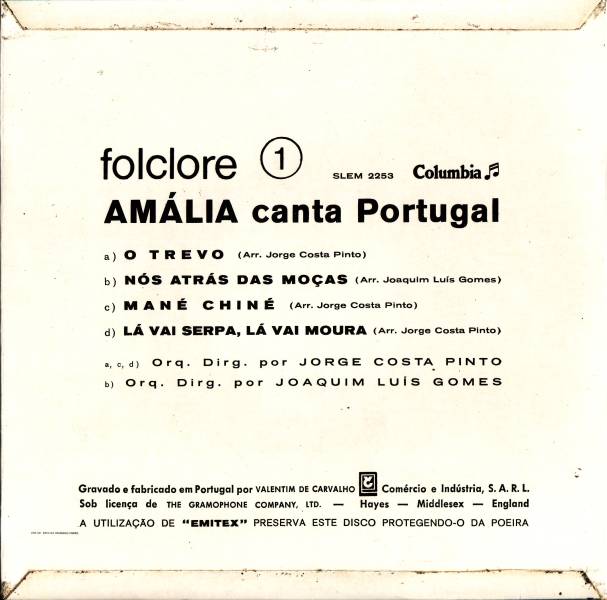 folclore 1 SLEM 2253 Columbia
AMÁLIA canta Portugal
a) O TREVO (Arr. Jorge Costa Pinto)
b) NÓS ATRÁS DAS MOÇAS (Arr. Joaquim Luís Gomes)
c) MANÉ CHINÉ (Arr. Jorge Costa Pinto)
d) LÁ VAI SERPA, LÁ VAI MOURA (Arr. Jorge Costa Pinto)
a, c, d) Orq. Dirg. por JORGE COSTA PINTO
b) Orq. Dirg. por JOAQUIM LUÍS GOMES
Gravado e fabricado em Portugal por VALENTIM DE CARVALHO Comércio e Indústria, S. A. R. L.
Sob licença de THE GRAMOPHONE COMPANY, LTD. — Hayes — Middlesex — England
A UTILIZAÇÃO DE "EMITEX" PRESERVA ESTE DISCO PROTEGENDO-O DA POEIRA